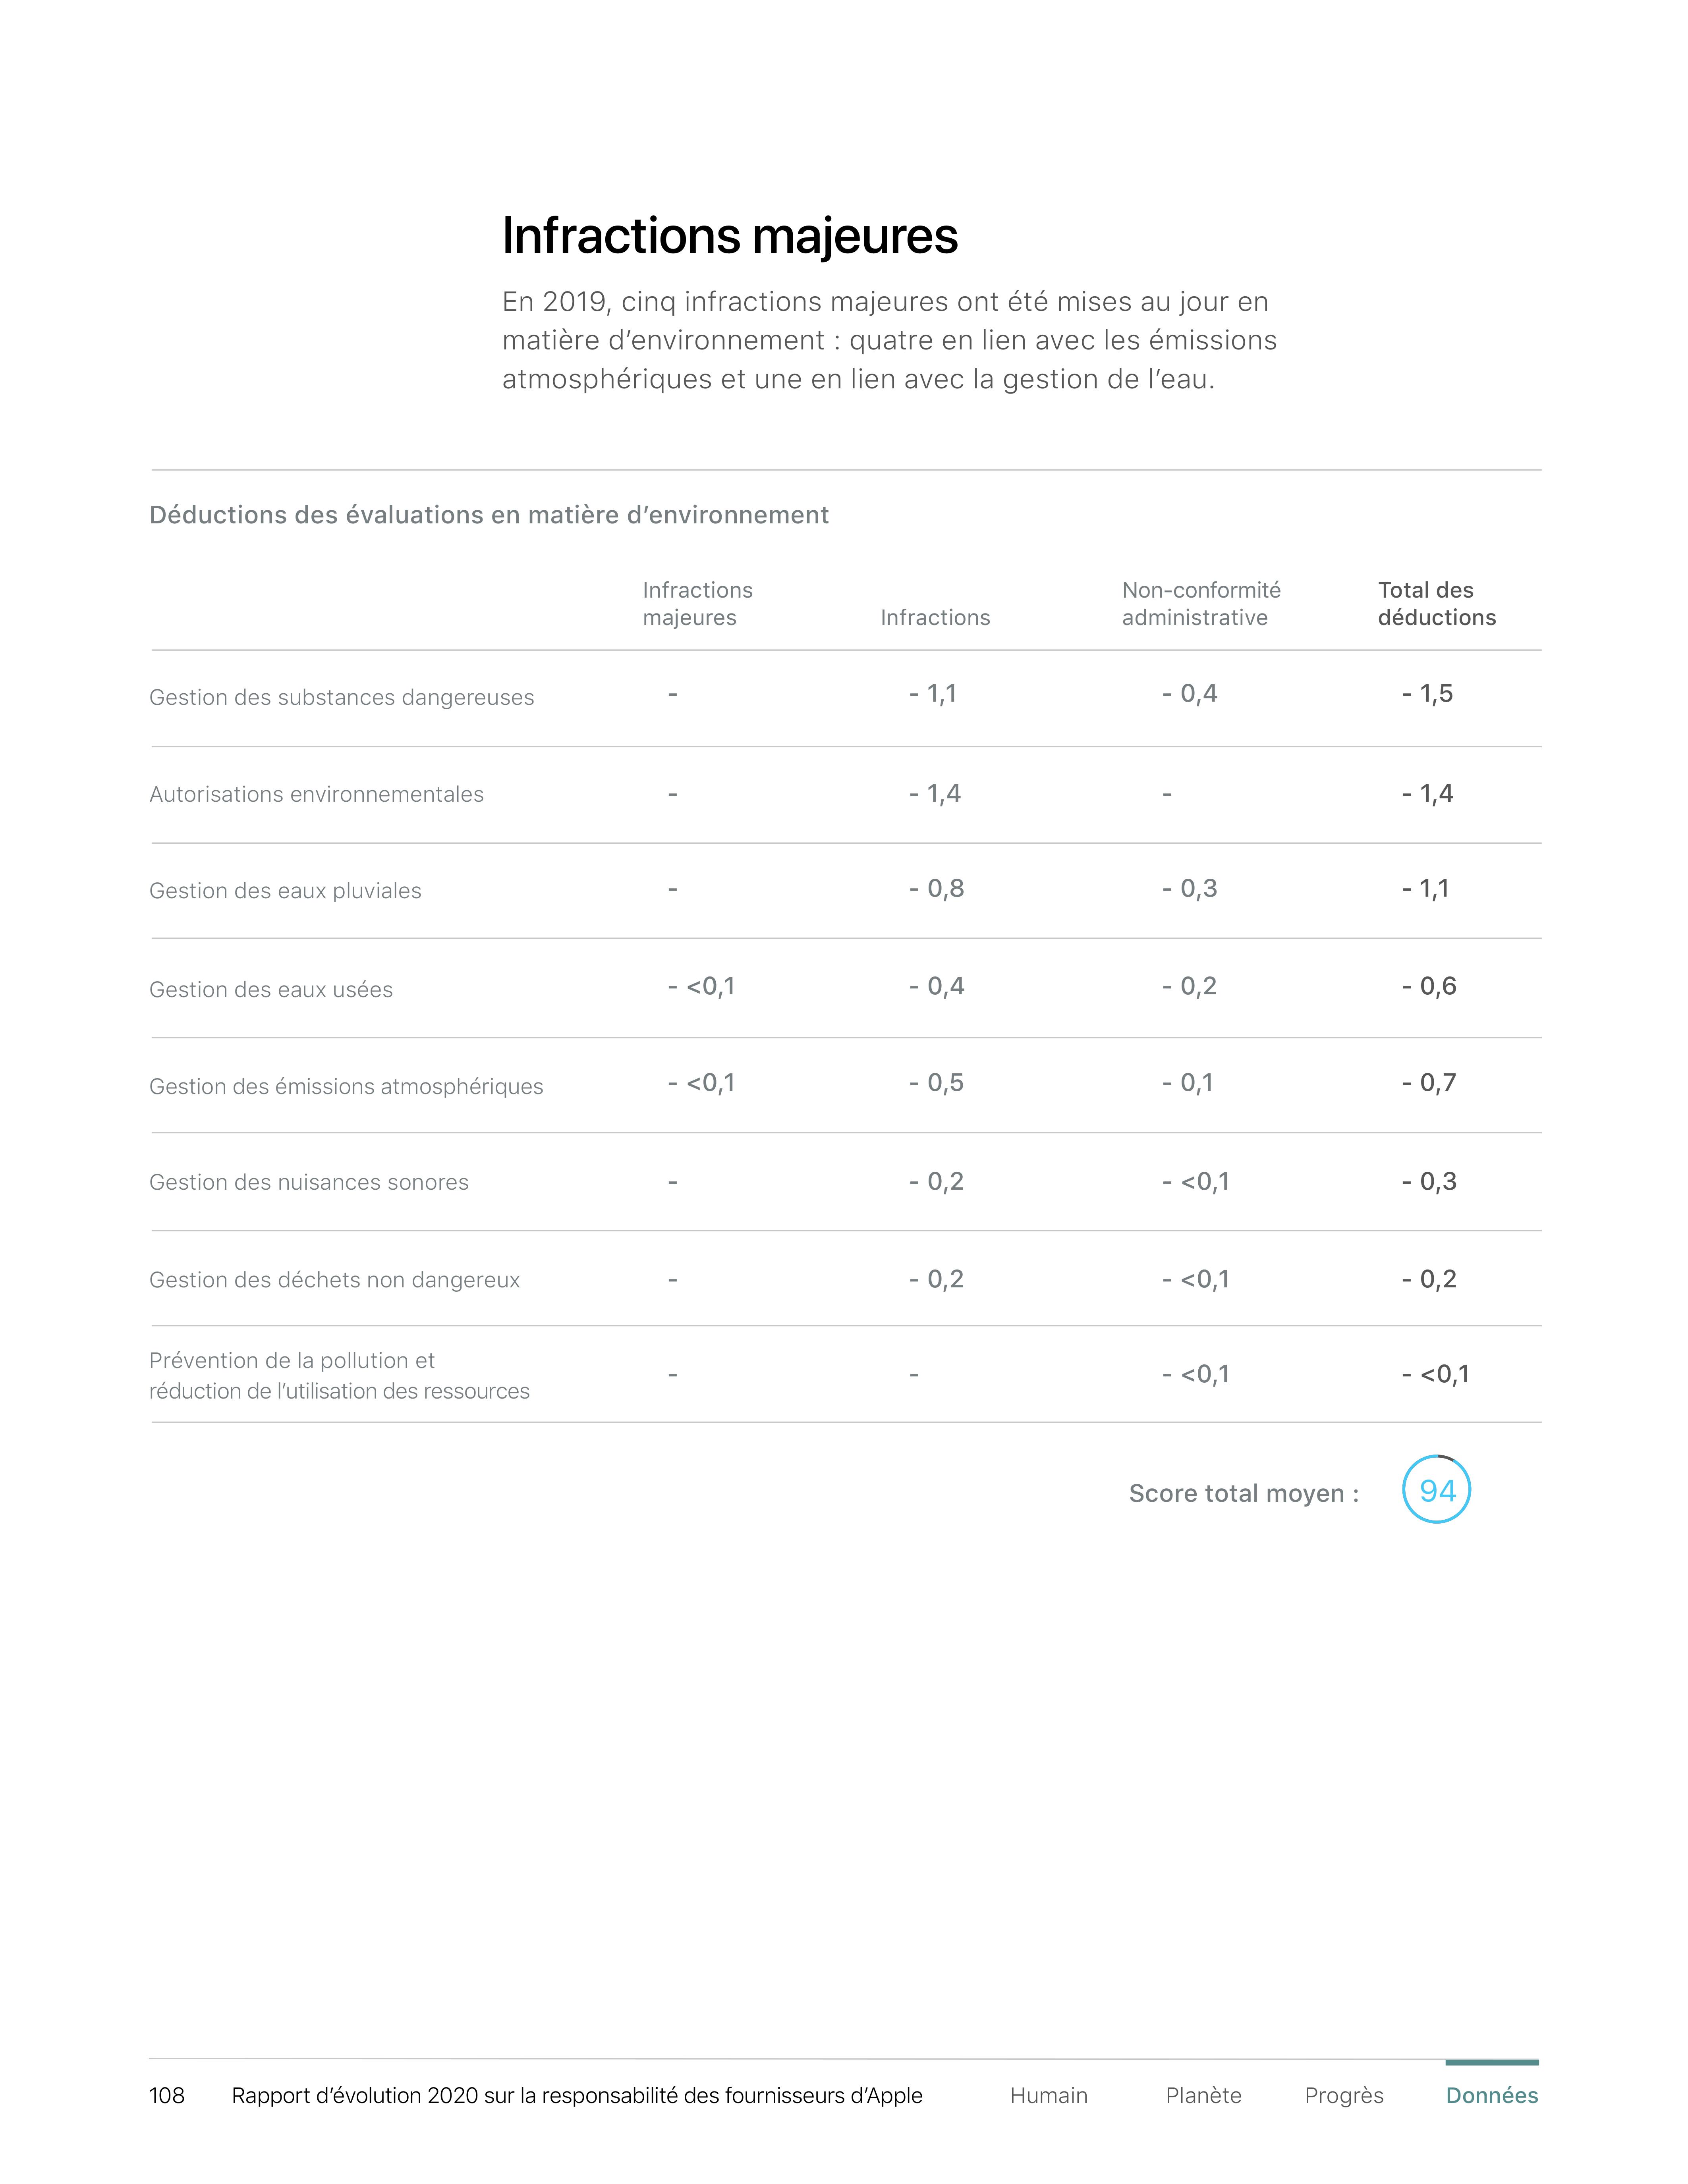 Infractions majeures
En 2019, cinq infractions majeures ont été mises au jour en
matière d’environnement : quatre en lien avec les émissions
atmosphériques et une en lien avec la gestion de l’eau.
Déductions des évaluations en matière d’environnement
Infractions majeures Infractions Non-conformité administrative Total des déductions
Gestion des substances dangereuses - - 1,1 - 0,4 - 1,5
Autorisations environnementales - - 1,4 - - 1,4
Gestion des eaux pluviales - - 0,8 - 0,3 - 1,1
Gestion des eaux usées - <0,1 - 0,4 - 0,2 - 0,6
Gestion des émissions atmosphériques - <0,1 - 0,5 - 0,1 - 0,7
Gestion des nuisances sonores - - 0,2 - <0,1 - 0,3
Gestion des déchets non dangereux - - 0,2 - <0,1 - 0,2
Prévention de la pollution et
réduction de l’utilisation des ressources - - - <0,1 - <0,1
Score total moyen : 94
108 Rapport d’évolution 2020 sur la responsabilité des fournisseurs d’Apple Humain Planète Progrès Données